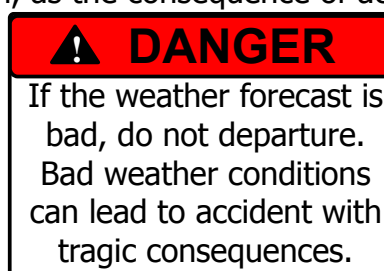 , as the consequence of
DANGER
If the weather forecast is
bad, do not departure.
Bad weather conditions
can lead to accident with
tragic consequences.